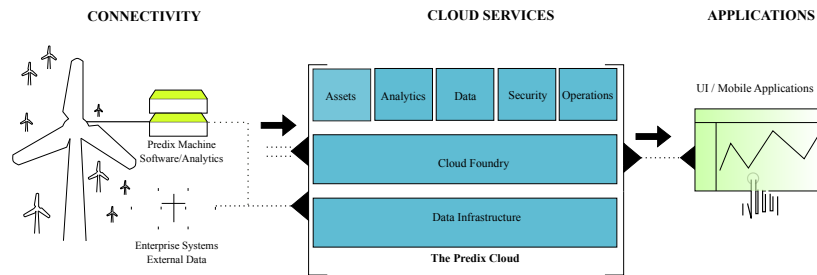 CONNECTIVITY
CLOUD SERVICES
APPLICATIONS
Assets
Analytics
Data
Security
Operations
UI / Mobile Applications
Predix Machine
Software/Analytics
Cloud Foundry
Data Infrastructure
Enterprise Systems
External Data
The Predix Cloud